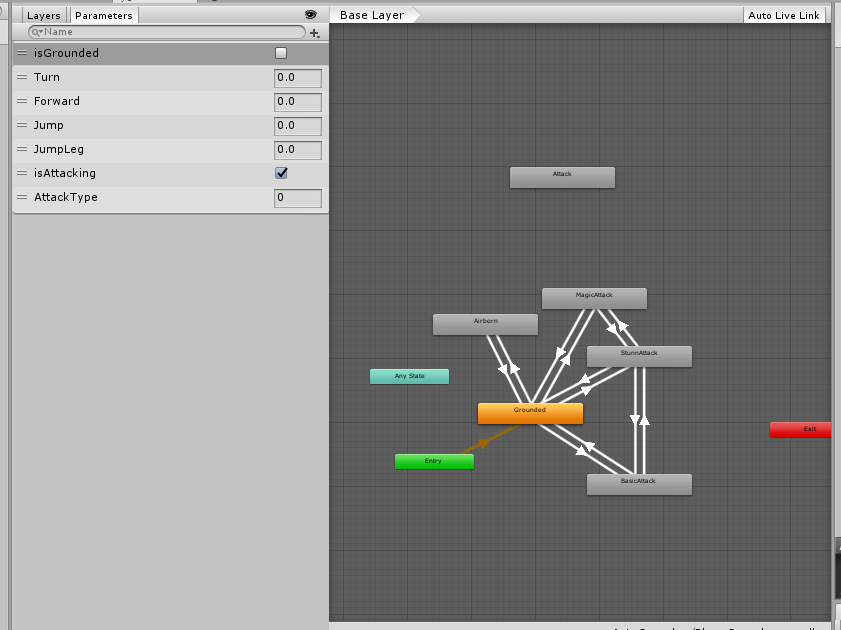 Layers Parameters
Name
isGrounded
Turn 0.0
Forward 0.0
Jump 0.0
JumpLeg 0.0
isAttacking
AttackType 0
Base Layer Auto Live Link
Attack
MagicAttack
Airborn
StunnAttack
Any State
Grounded
Exit
Entry
BasicAttack